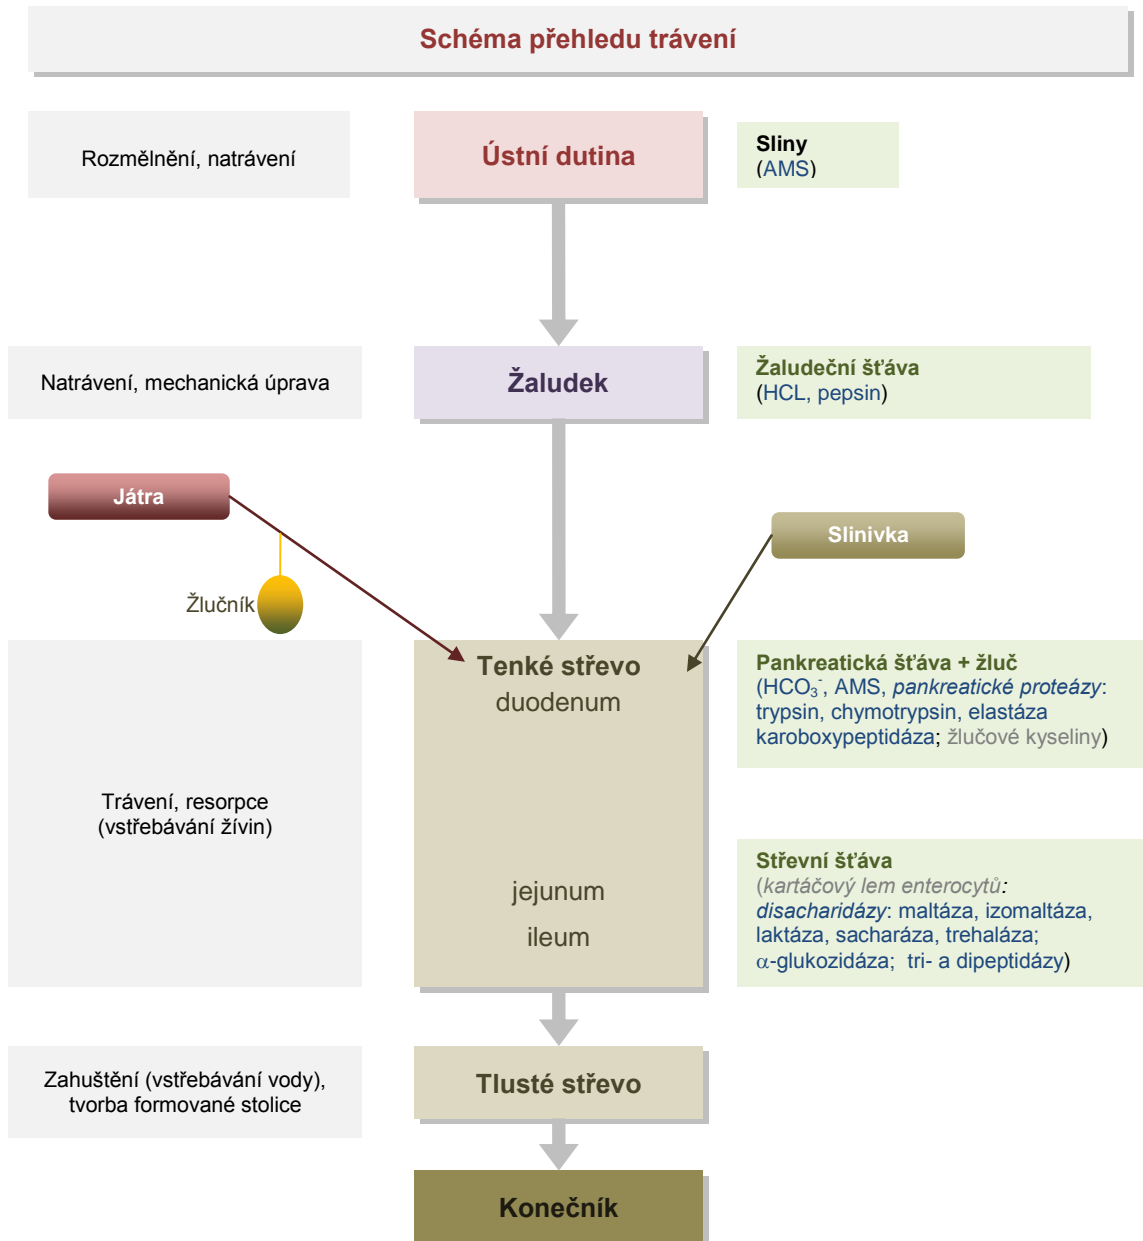 Schéma přehledu trávení
Rozmělnění, natrávení
Ústní dutina
Sliny
(AMS)
Natrávení, mechanická úprava
Žaludek
Žaludeční šťáva
(HCL, pepsin)
Játra
Slinivka
Žlučník
Tenké střevo
duodenum
Pankreatická šťáva + žluč
(HCO₃⁻, AMS, pankreatické proteázy:
trypsin, chymotrypsin, elastáza
karoboxypeptidáza; žlučové kyseliny)
Trávení, resorpce
(vstřebávání žívin)
jejunum
ileum
Střevní šťáva
(kartáčový lem enterocytů:
disacharidázy: maltáza, izomaltáza,
laktáza, sacharáza, trehaláza;
α-glukozidáza; tri- a dipeptidázy)
Zahuštění (vstřebávání vody),
tvorba formované stolice
Tlusté střevo
Konečník